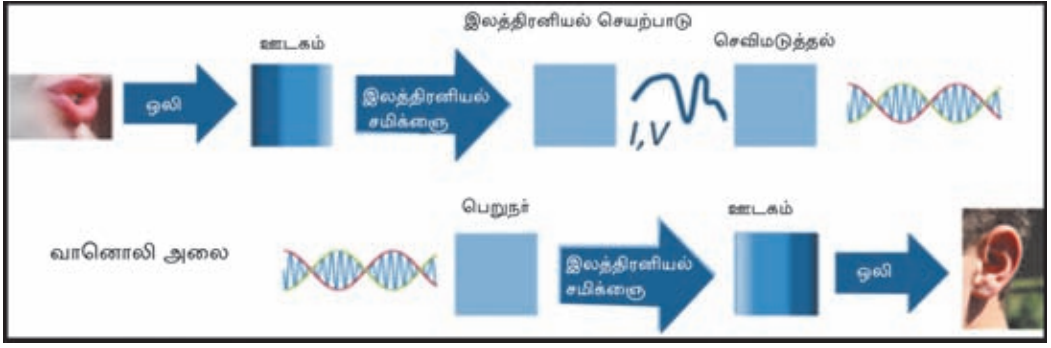 இலத்திரனியல் செயற்பாடு
ஊடகம்
செவிமடுத்தல்
ஒலி
இலத்திரனியல்
சமிக்ஞை
I,V
பெறுநர்
ஊடகம்
வானொலி அலை
இலத்திரனியல்
சமிக்ஞை
ஒலி